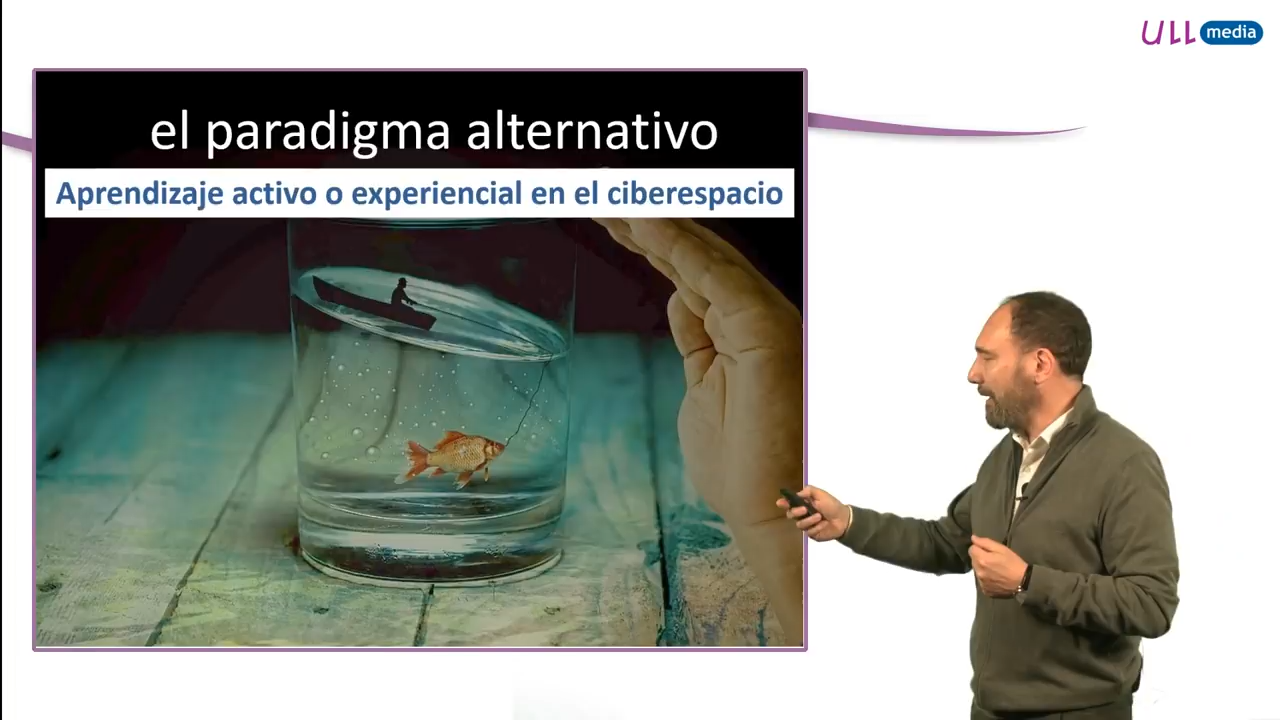 ULL media
el paradigma alternativo
Aprendizaje activo o experiencial en el ciberespacio